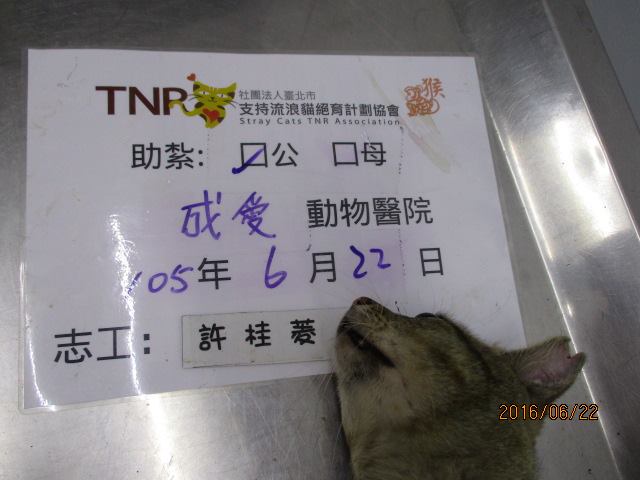 TNR 社團法人臺北市
支持流浪貓絕育計劃協會
Stray Cats TNR Association
猴
助紮: ☑公 □母
成愛 動物醫院
105年 6月22日
志工: 許桂菱
2016/06/22